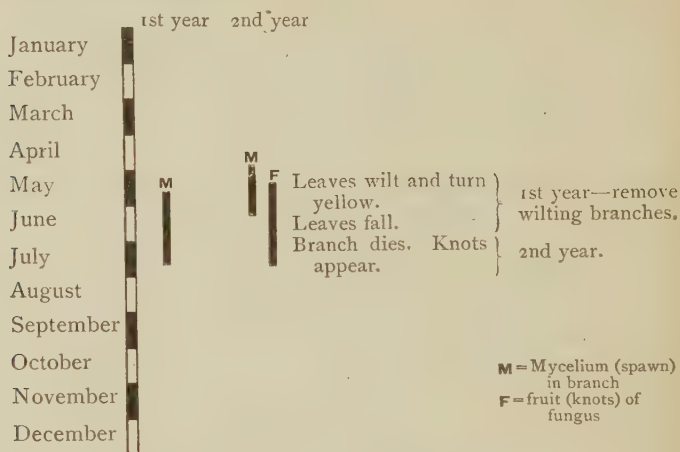 1st year 2nd year
January
February
March
April
M
May M F Leaves wilt and turn
yellow.
1st year—remove
wilting branches.
June Leaves fall.
July Branch dies. Knots
appear.
2nd year.
August
September
October
November
December
M = Mycelium (spawn)
in branch
F = fruit (knots) of
fungus